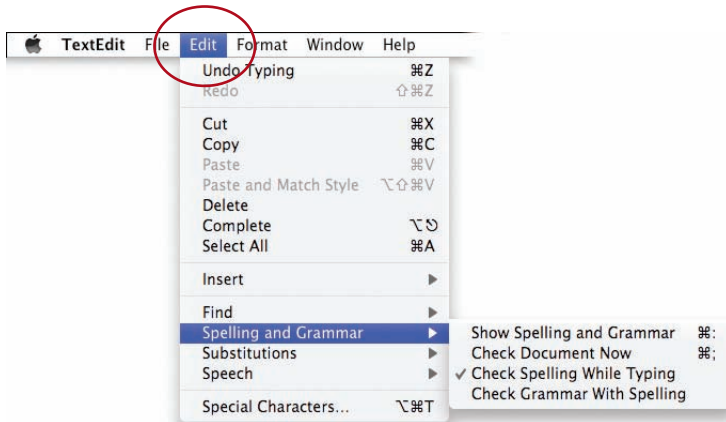 TextEdit File Edit Format Window Help
Undo Typing ⌘Z
Redo ⇧⌘Z
Cut ⌘X
Copy ⌘C
Paste ⌘V
Paste and Match Style ⌥⇧⌘V
Delete
Complete ⌥⎋
Select All ⌘A
Insert ▶
Find ▶
Spelling and Grammar ▶
Substitutions ▶
Speech ▶
Special Characters... ⌥⌘T
Show Spelling and Grammar ⌘:
Check Document Now ⌘;
✓ Check Spelling While Typing
Check Grammar With Spelling